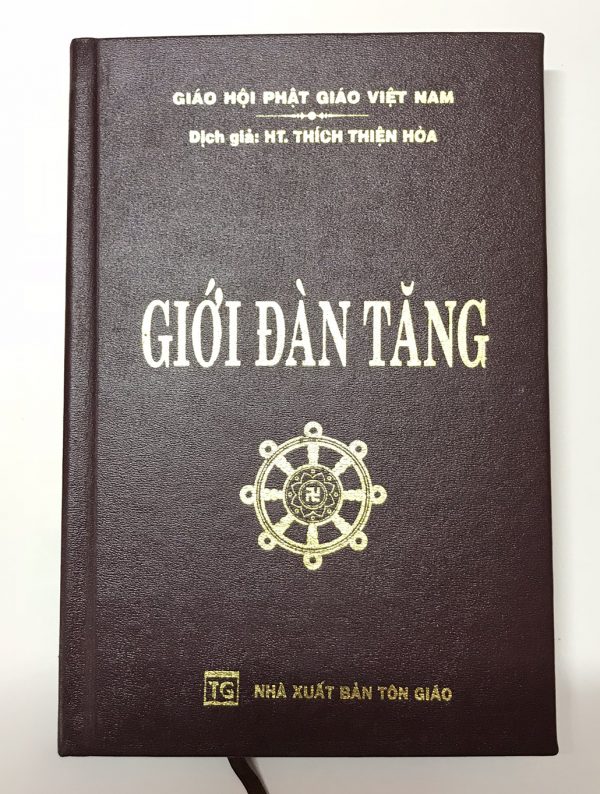 GIÁO HỘI PHẬT GIÁO VIỆT NAM
Dịch giả: HT. THÍCH THIỆN HÒA
GIỚI ĐÀN TĂNG
卍
TG NHÀ XUẤT BẢN TÔN GIÁO